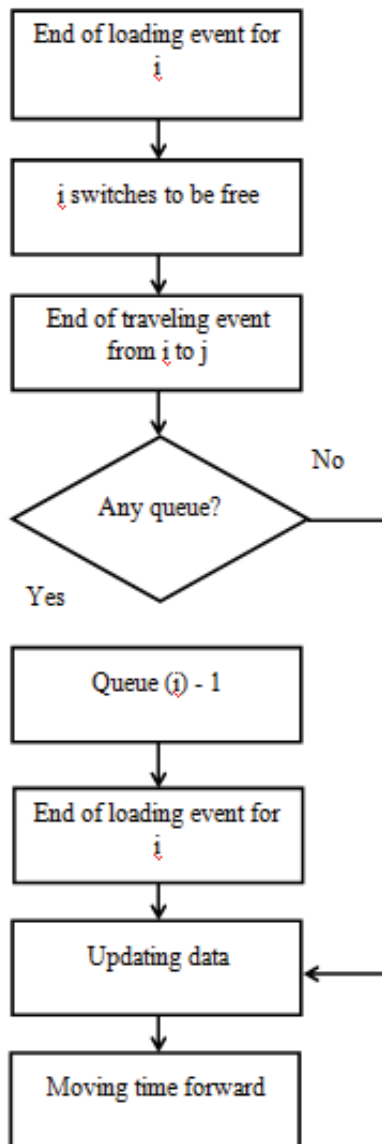 End of loading event for
i
i switches to be free
End of traveling event
from i to j
No
Any queue?
Yes
Queue (i) - 1
End of loading event for
i
Updating data
Moving time forward